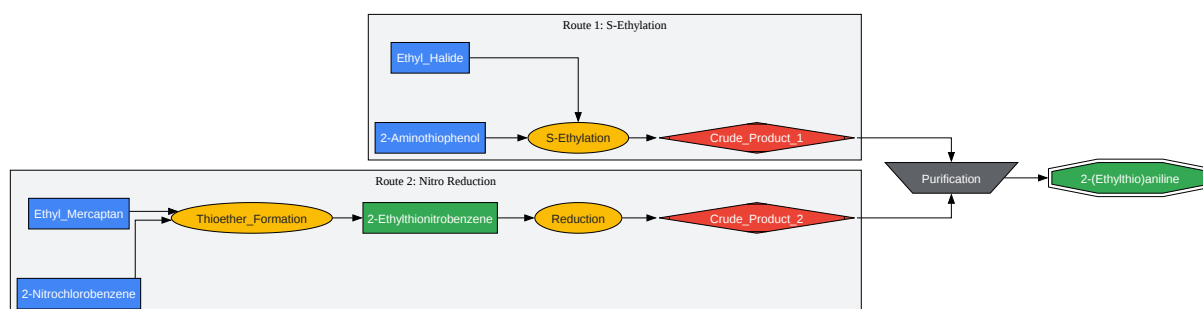 Route 1: S-Ethylation
Ethyl_Halide
2-Aminothiophenol
S-Ethylation
Crude_Product_1
Purification
2-(Ethylthio)aniline
Route 2: Nitro Reduction
Ethyl_Mercaptan
Thioether_Formation
2-Ethylthionitrobenzene
Reduction
Crude_Product_2
2-Nitrochlorobenzene